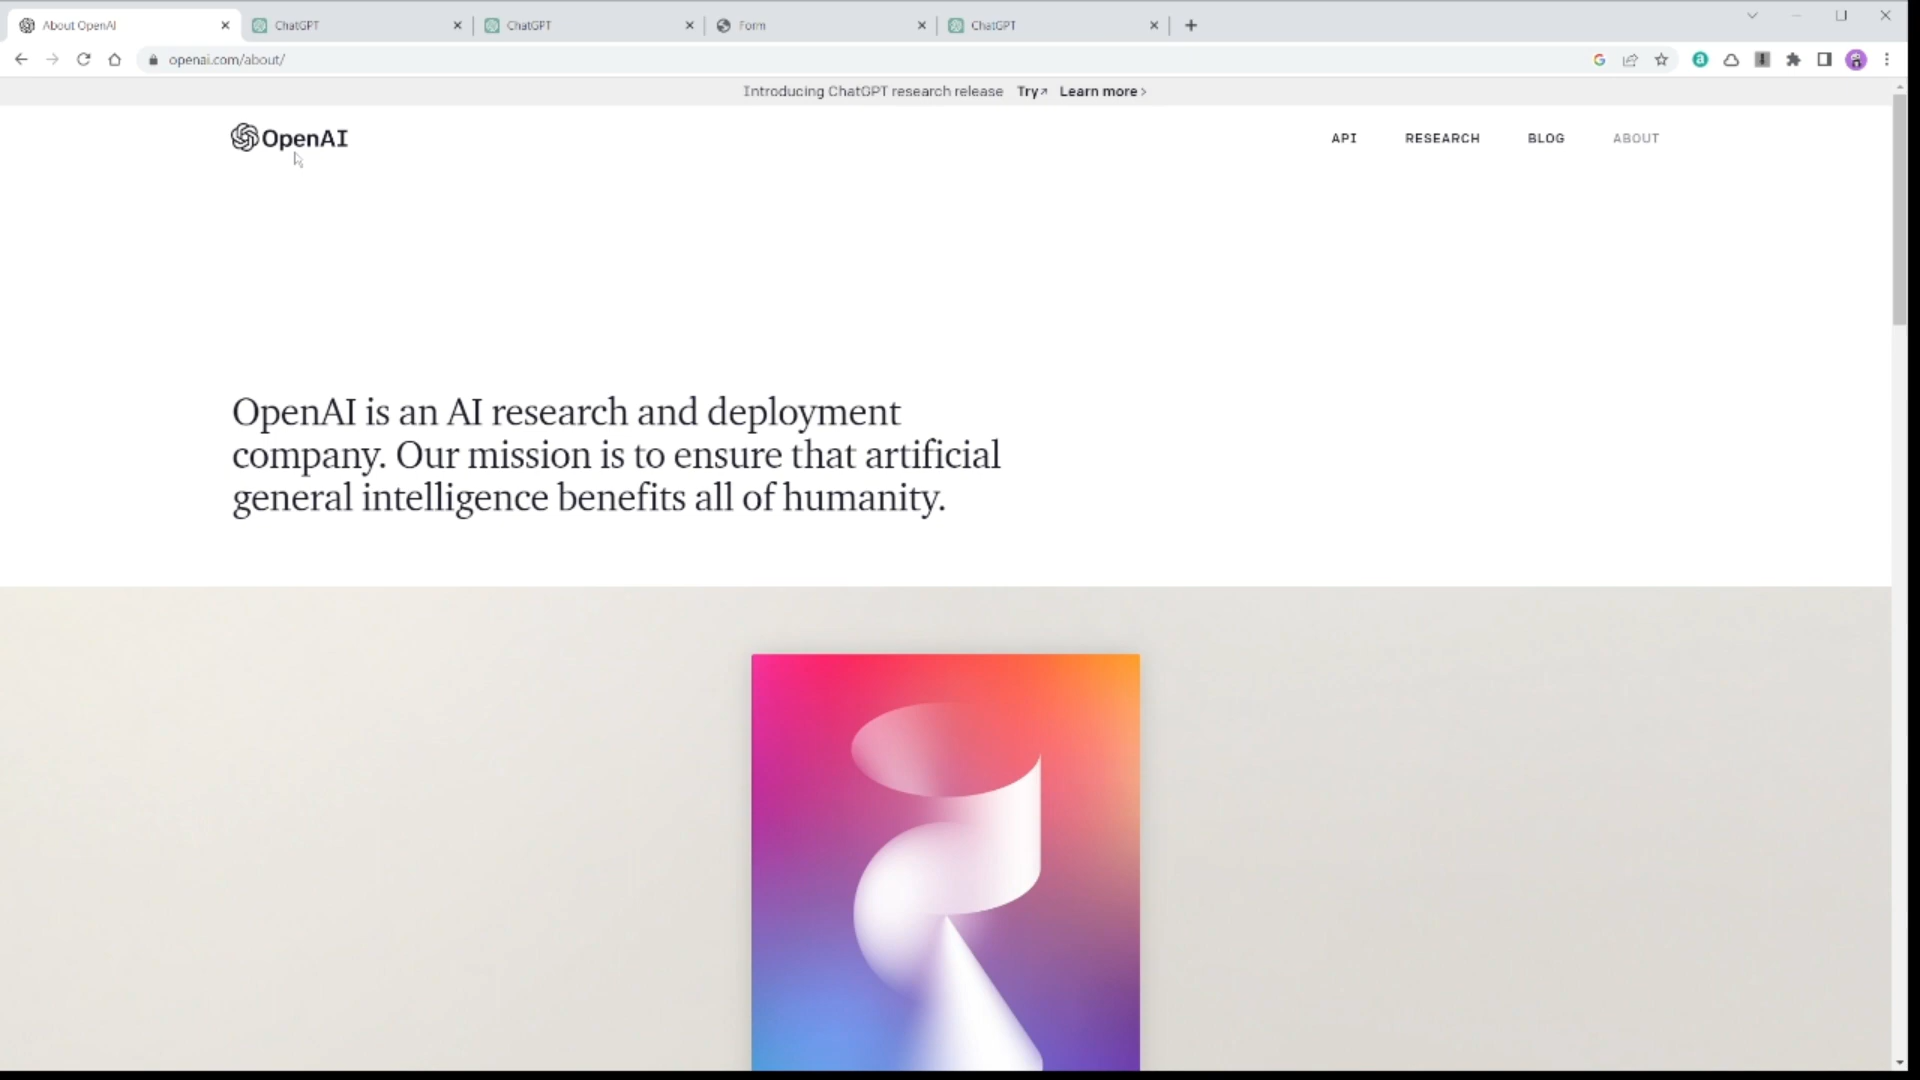 About OpenAI
ChatGPT
ChatGPT
Form
ChatGPT
openai.com/about/
Introducing ChatGPT research release Try↗ Learn more›
OpenAI
API RESEARCH BLOG ABOUT
OpenAI is an AI research and deployment
company. Our mission is to ensure that artificial
general intelligence benefits all of humanity.